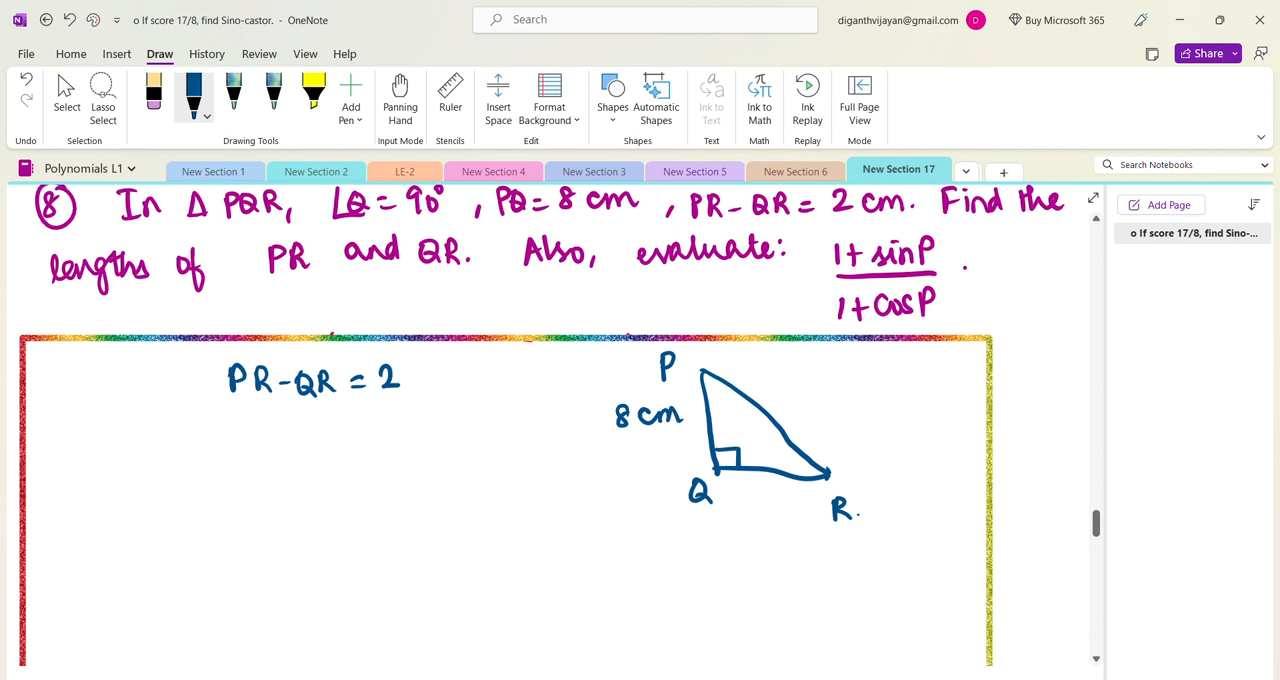 o If score 17/8, find Sino-castor. - OneNote
Search
diganthvijayan@gmail.com
D
Buy Microsoft 365
File Home Insert Draw History Review View Help
Share
Undo
Select
Lasso Select
Add Pen
Panning Hand
Ruler
Insert Space
Format Background
Shapes
Automatic Shapes
Ink to Text
Ink to Math
Ink Replay
Full Page View
Undo Selection Drawing Tools Input Mode Stencils Edit Shapes Text Math Replay Mode
Polynomials L1
New Section 1 New Section 2 LE-2 New Section 4 New Section 3 New Section 5 New Section 6 New Section 17
Search Notebooks
Add Page
o If score 17/8, find Sino-...
⑧ In Δ PQR, ∠Q = 90°, PQ = 8 cm, PR - QR = 2 cm. Find the
lengths of PR and QR. Also, evaluate: 1 + sinP
1 + cosP .
PR - QR = 2
P
8 cm
Q
R.